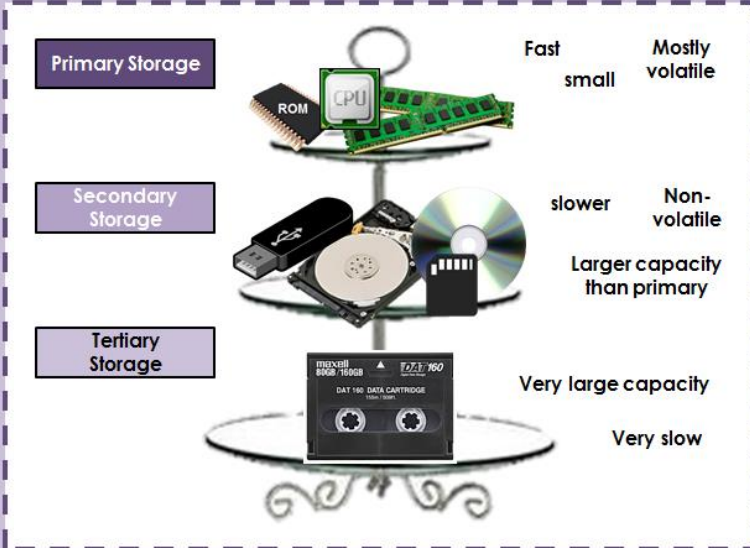 Primary Storage
Fast
Mostly
volatile
small
ROM
CPU
Secondary
Storage
slower
Non-
volatile
Larger capacity
than primary
Tertiary
Storage
maxell
80GB/160GB
DAT160
DAT 160 DATA CARTRIDGE
Very large capacity
Very slow